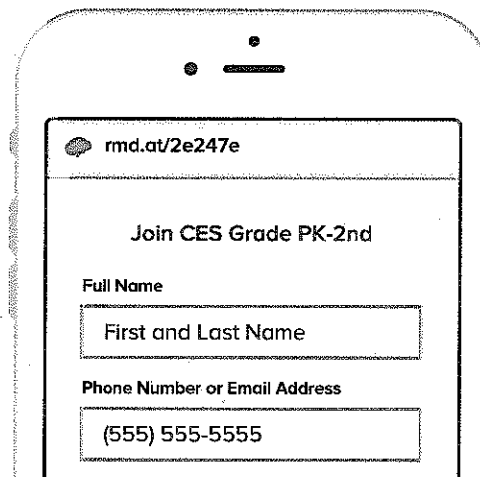 rmd.at/2e247e
Join CES Grade PK-2nd
Full Name
First and Last Name
Phone Number or Email Address
(555) 555-5555